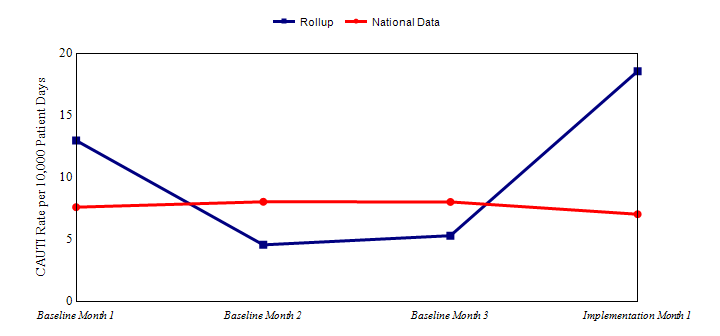 Rollup National Data
CAUTI Rate per 10,000 Patient Days
20
15
10
5
0
Baseline Month 1 Baseline Month 2 Baseline Month 3 Implementation Month 1